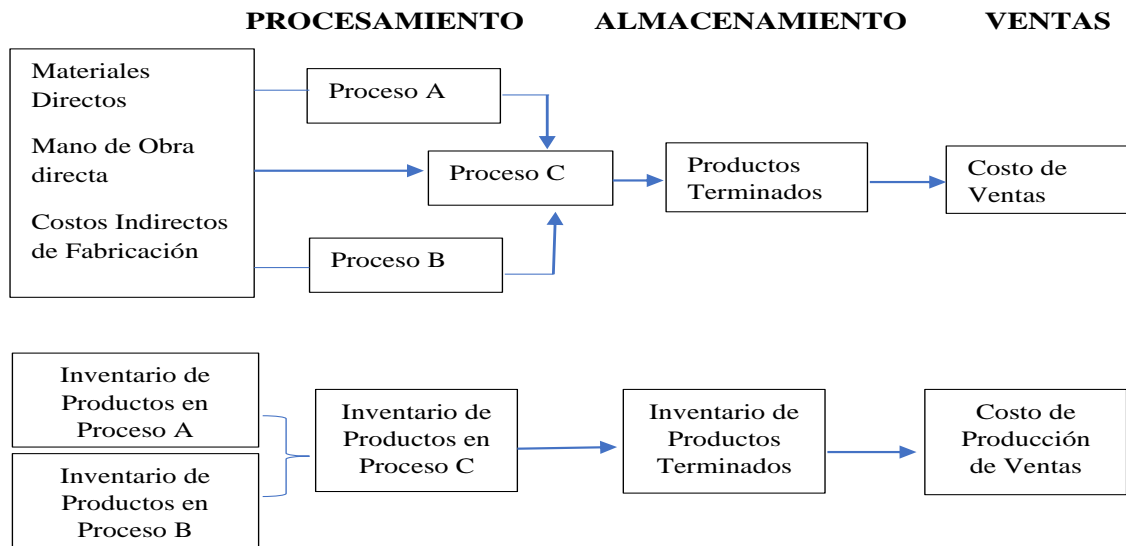 PROCESAMIENTO
ALMACENAMIENTO
VENTAS
Materiales
Directos
Mano de Obra
directa
Costos Indirectos
de Fabricación
Proceso A
Proceso C
Proceso B
Productos
Terminados
Costo de
Ventas
Inventario de
Productos en
Proceso A
Inventario de
Productos en
Proceso B
Inventario de
Productos en
Proceso C
Inventario de
Productos
Terminados
Costo de
Producción
de Ventas